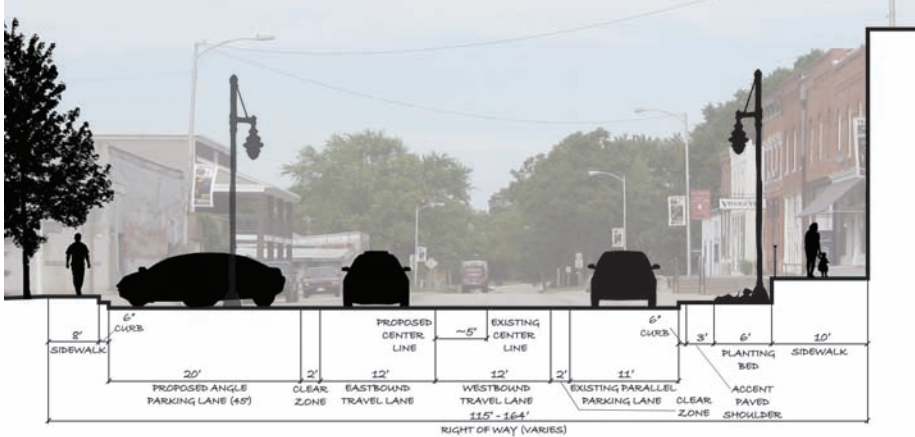 PROPOSED
CENTER
LINE
~5'
EXISTING
CENTER
LINE
6"
CURB
6"
CURB
8'
SIDEWALK
3'
6'
10'
PLANTING
BED
SIDEWALK
20'
2'
12'
12'
2'
11'
PROPOSED ANGLE
PARKING LANE (45°)
CLEAR
ZONE
EASTBOUND
TRAVEL LANE
WESTBOUND
TRAVEL LANE
EXISTING PARALLEL
PARKING LANE
CLEAR
ZONE
ACCENT
PAVED
SHOULDER
115' - 164'
RIGHT OF WAY (VARIES)